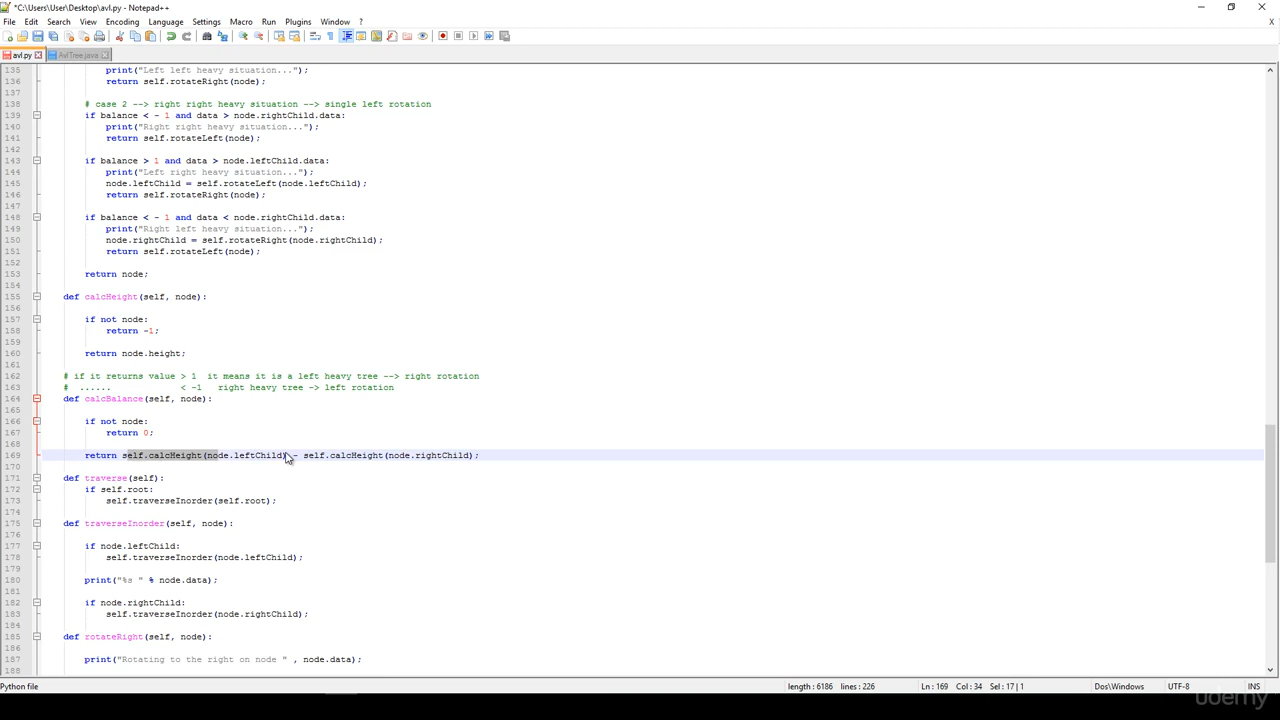 *C:\Users\User\Desktop\avl.py - Notepad++
File Edit Search View Encoding Language Settings Macro Run Plugins Window ?
avl.py AvlTree.java
135 print("Left left heavy situation...");
136 return self.rotateRight(node);
137
138 # case 2 --> right right heavy situation --> single left rotation
139 if balance < - 1 and data > node.rightChild.data:
140 print("Right right heavy situation...");
141 return self.rotateLeft(node);
142
143 if balance > 1 and data > node.leftChild.data:
144 print("Left right heavy situation...");
145 node.leftChild = self.rotateLeft(node.leftChild);
146 return self.rotateRight(node);
147
148 if balance < - 1 and data < node.rightChild.data:
149 print("Right left heavy situation...");
150 node.rightChild = self.rotateRight(node.rightChild);
151 return self.rotateLeft(node);
152
153 return node;
154
155 def calcHeight(self, node):
156
157 if not node:
158 return -1;
159
160 return node.height;
161
162 # if it returns value > 1 it means it is a left heavy tree --> right rotation
163 # ...... < -1 right heavy tree -> left rotation
164 def calcBalance(self, node):
165
166 if not node:
167 return 0;
168
169 return self.calcHeight(node.leftChild) - self.calcHeight(node.rightChild);
170
171 def traverse(self):
172 if self.root:
173 self.traverseInorder(self.root);
174
175 def traverseInorder(self, node):
176
177 if node.leftChild:
178 self.traverseInorder(node.leftChild);
179
180 print("%s " % node.data);
181
182 if node.rightChild:
183 self.traverseInorder(node.rightChild);
184
185 def rotateRight(self, node):
186
187 print("Rotating to the right on node " , node.data);
188
Python file length : 6186 lines : 226 Ln : 169 Col : 34 Sel : 17 | 1 Dos\Windows UTF-8 INS
udemy